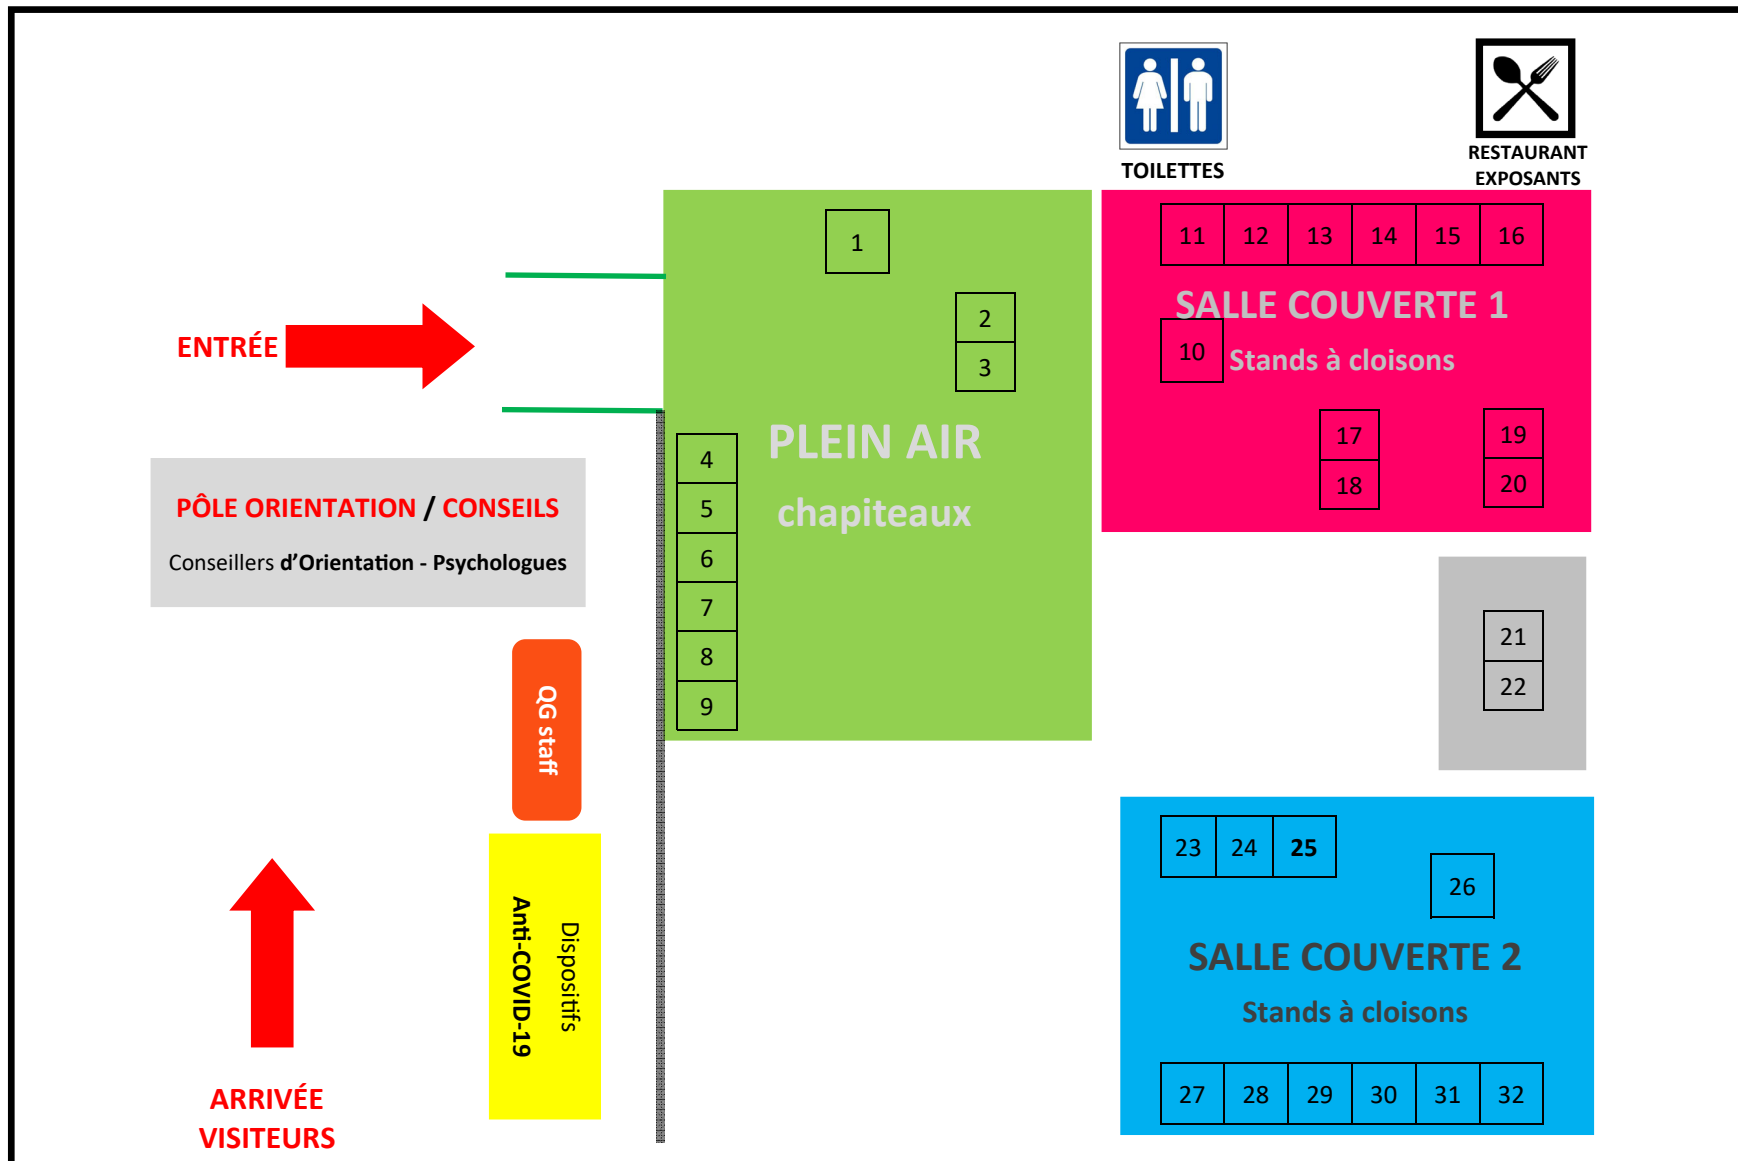 TOILETTES
RESTAURANT
EXPOSANTS
1
11 12 13 14 15 16
2
SALLE COUVERTE 1
ENTRÉE
3
10
Stands à cloisons
PLEIN AIR
4
17
19
5
chapiteaux
18
20
PÔLE ORIENTATION / CONSEILS
Conseillers d’Orientation - Psychologues
6
7
8
9
21
22
QG staff
23 24 25
26
Dispositifs
Anti-COVID-19
SALLE COUVERTE 2
Stands à cloisons
27 28 29 30 31 32
ARRIVÉE
VISITEURS